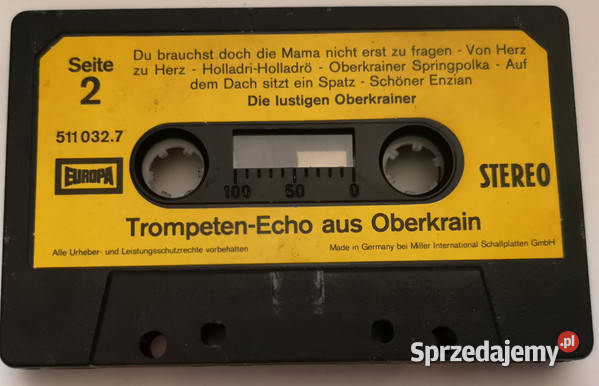 Seite
2
Du brauchst doch die Mama nicht erst zu fragen - Von Herz
zu Herz - Holladri-Holladrö - Oberkrainer Springpolka - Auf
dem Dach sitzt ein Spatz - Schöner Enzian
Die lustigen Oberkrainer
511 032.7
EUROPA
100 50 0
STEREO
Trompeten-Echo aus Oberkrain
Alle Urheber- und Leistungsschutzrechte vorbehalten
Made in Germany bei Miller International Schallplatten GmbH
Sprzedajemy.pl